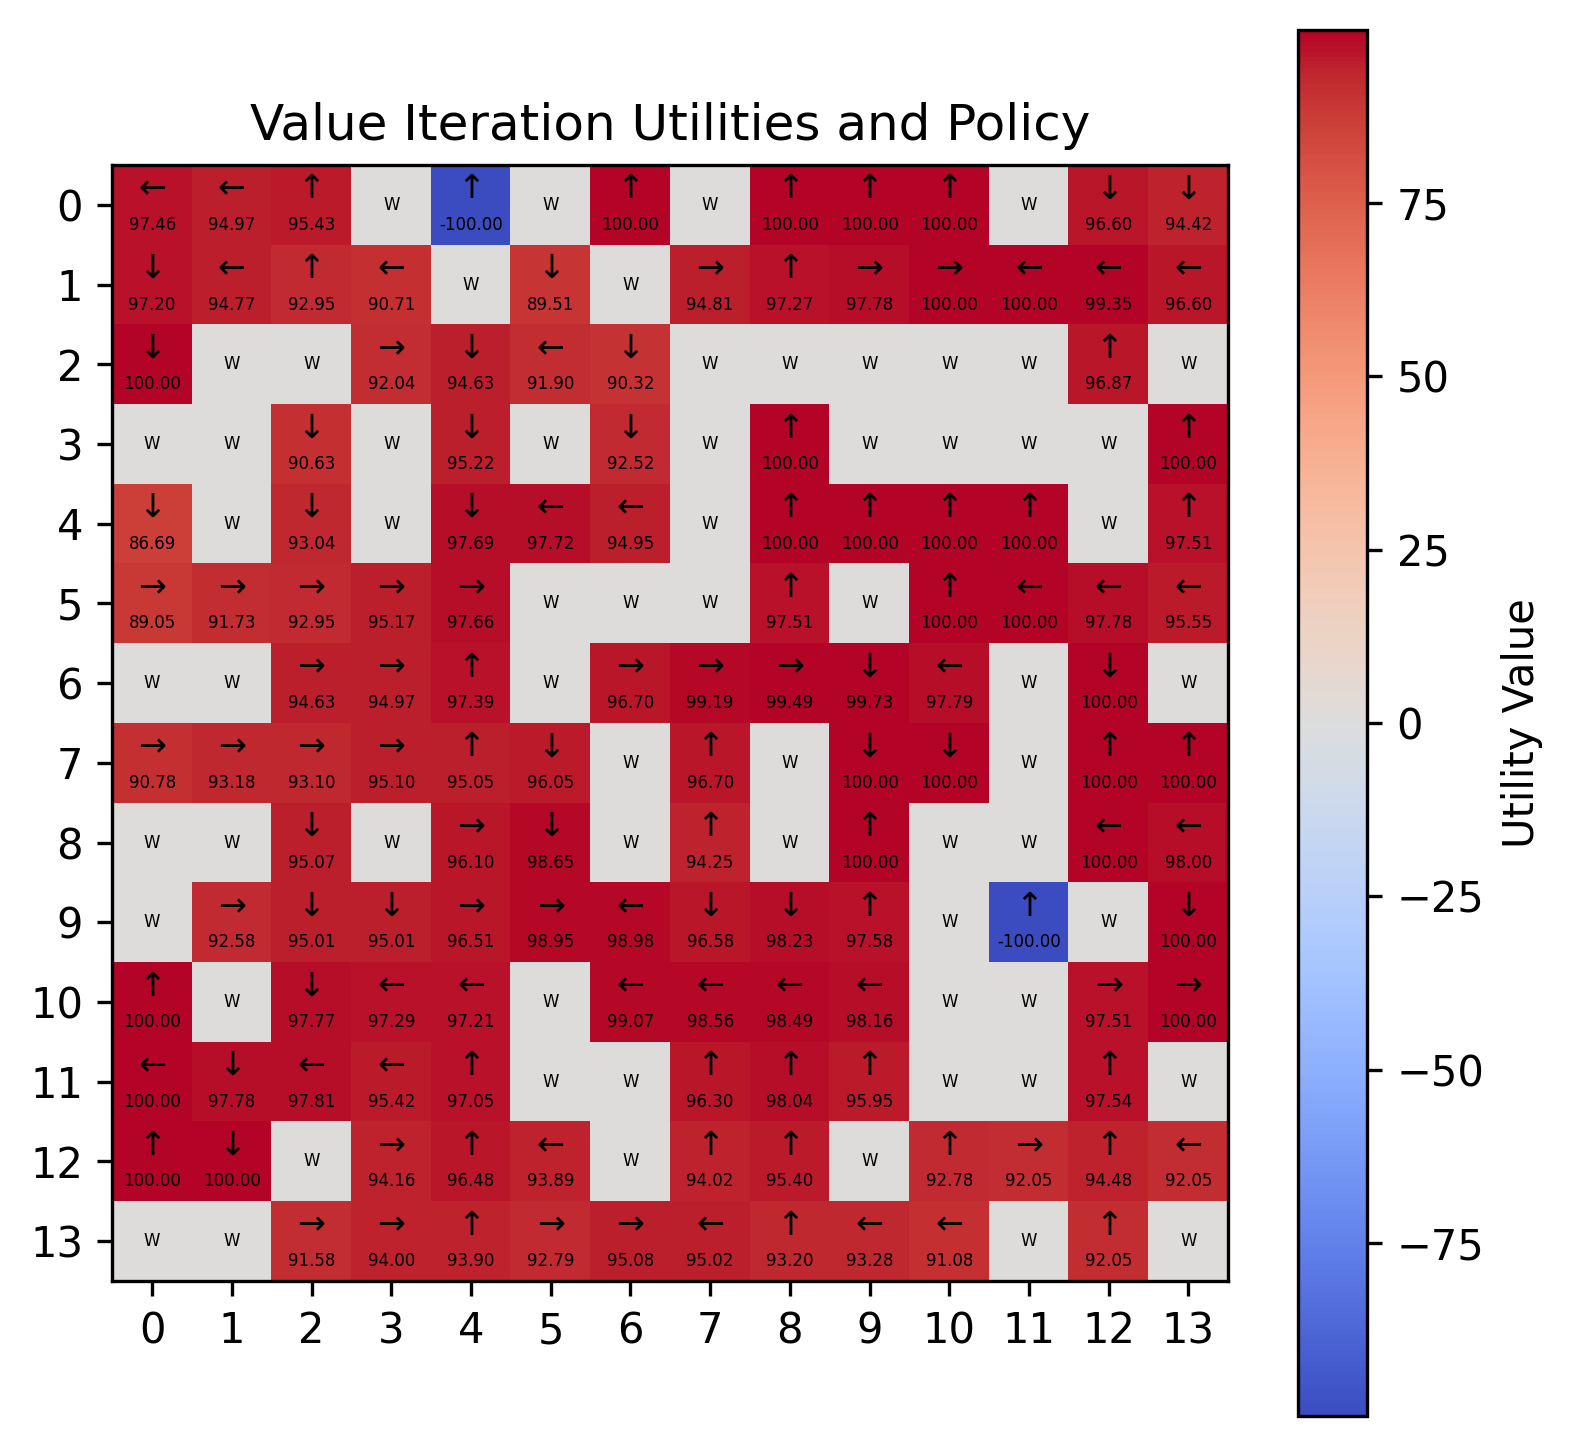 Value Iteration Utilities and Policy
0 ← ← ↑ W ↑ W ↑ W ↑ ↑ ↑ W ↓ ↓
97.46 94.97 95.43 -100.00 100.00 100.00 100.00 100.00 96.60 94.42
1 ↓ ← ↑ ← W ↓ W → ↑ → → ← ← ←
97.20 94.77 92.95 90.71 89.51 94.81 97.27 97.78 100.00 100.00 99.35 96.60
2 ↓ W W → ↓ ← ↓ W W W W W ↑ W
100.00 92.04 94.63 91.90 90.32 96.87
3 W W ↓ W ↓ W ↓ W ↑ W W W W ↑
90.63 95.22 92.52 100.00 100.00
4 ↓ W ↓ W ↓ ← ← W ↑ ↑ ↑ ↑ W ↑
86.69 93.04 97.69 97.72 94.95 100.00 100.00 100.00 100.00 97.51
5 → → → → → W W W ↑ W ↑ ← ← ←
89.05 91.73 92.95 95.17 97.66 97.51 100.00 100.00 97.78 95.55
6 W W → → ↑ W → → → ↓ ← W ↓ W
94.63 94.97 97.39 96.70 99.19 99.49 99.73 97.79 100.00
7 → → → → ↑ ↓ W ↑ W ↓ ↓ W ↑ ↑
90.78 93.18 93.10 95.10 95.05 96.05 96.70 100.00 100.00 100.00 100.00
8 W W ↓ W → ↓ W ↑ W ↑ W W ← ←
95.07 96.10 98.65 94.25 100.00 100.00 98.00
9 W → ↓ ↓ → → ← ↓ ↓ ↑ W ↑ W ↓
92.58 95.01 95.01 96.51 98.95 98.98 96.58 98.23 97.58 -100.00 100.00
10 ↑ W ↓ ← ← W ← ← ← ← W W → →
100.00 97.77 97.29 97.21 99.07 98.56 98.49 98.16 97.51 100.00
11 ← ↓ ← ← ↑ W W ↑ ↑ ↑ W W ↑ W
100.00 97.78 97.81 95.42 97.05 96.30 98.04 95.95 97.54
12 ↑ ↓ W → ↑ ← W ↑ ↑ W ↑ → ↑ ←
100.00 100.00 94.16 96.48 93.89 94.02 95.40 92.78 92.05 94.48 92.05
13 W W → → ↑ → → ← ↑ ← ← W ↑ W
91.58 94.00 93.90 92.79 95.08 95.02 93.20 93.28 91.08 92.05
0 1 2 3 4 5 6 7 8 9 10 11 12 13
75
50
25
0
−25
−50
−75
Utility Value